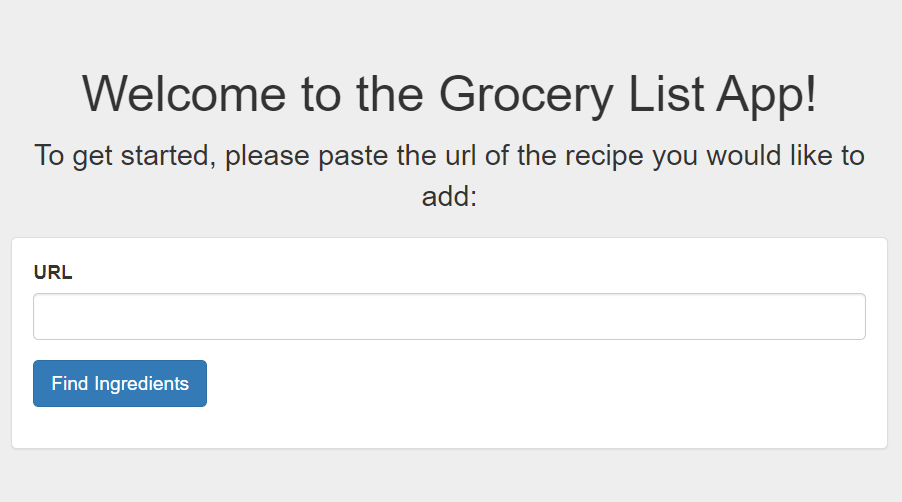 Welcome to the Grocery List App!
To get started, please paste the url of the recipe you would like to
add:
URL
Find Ingredients